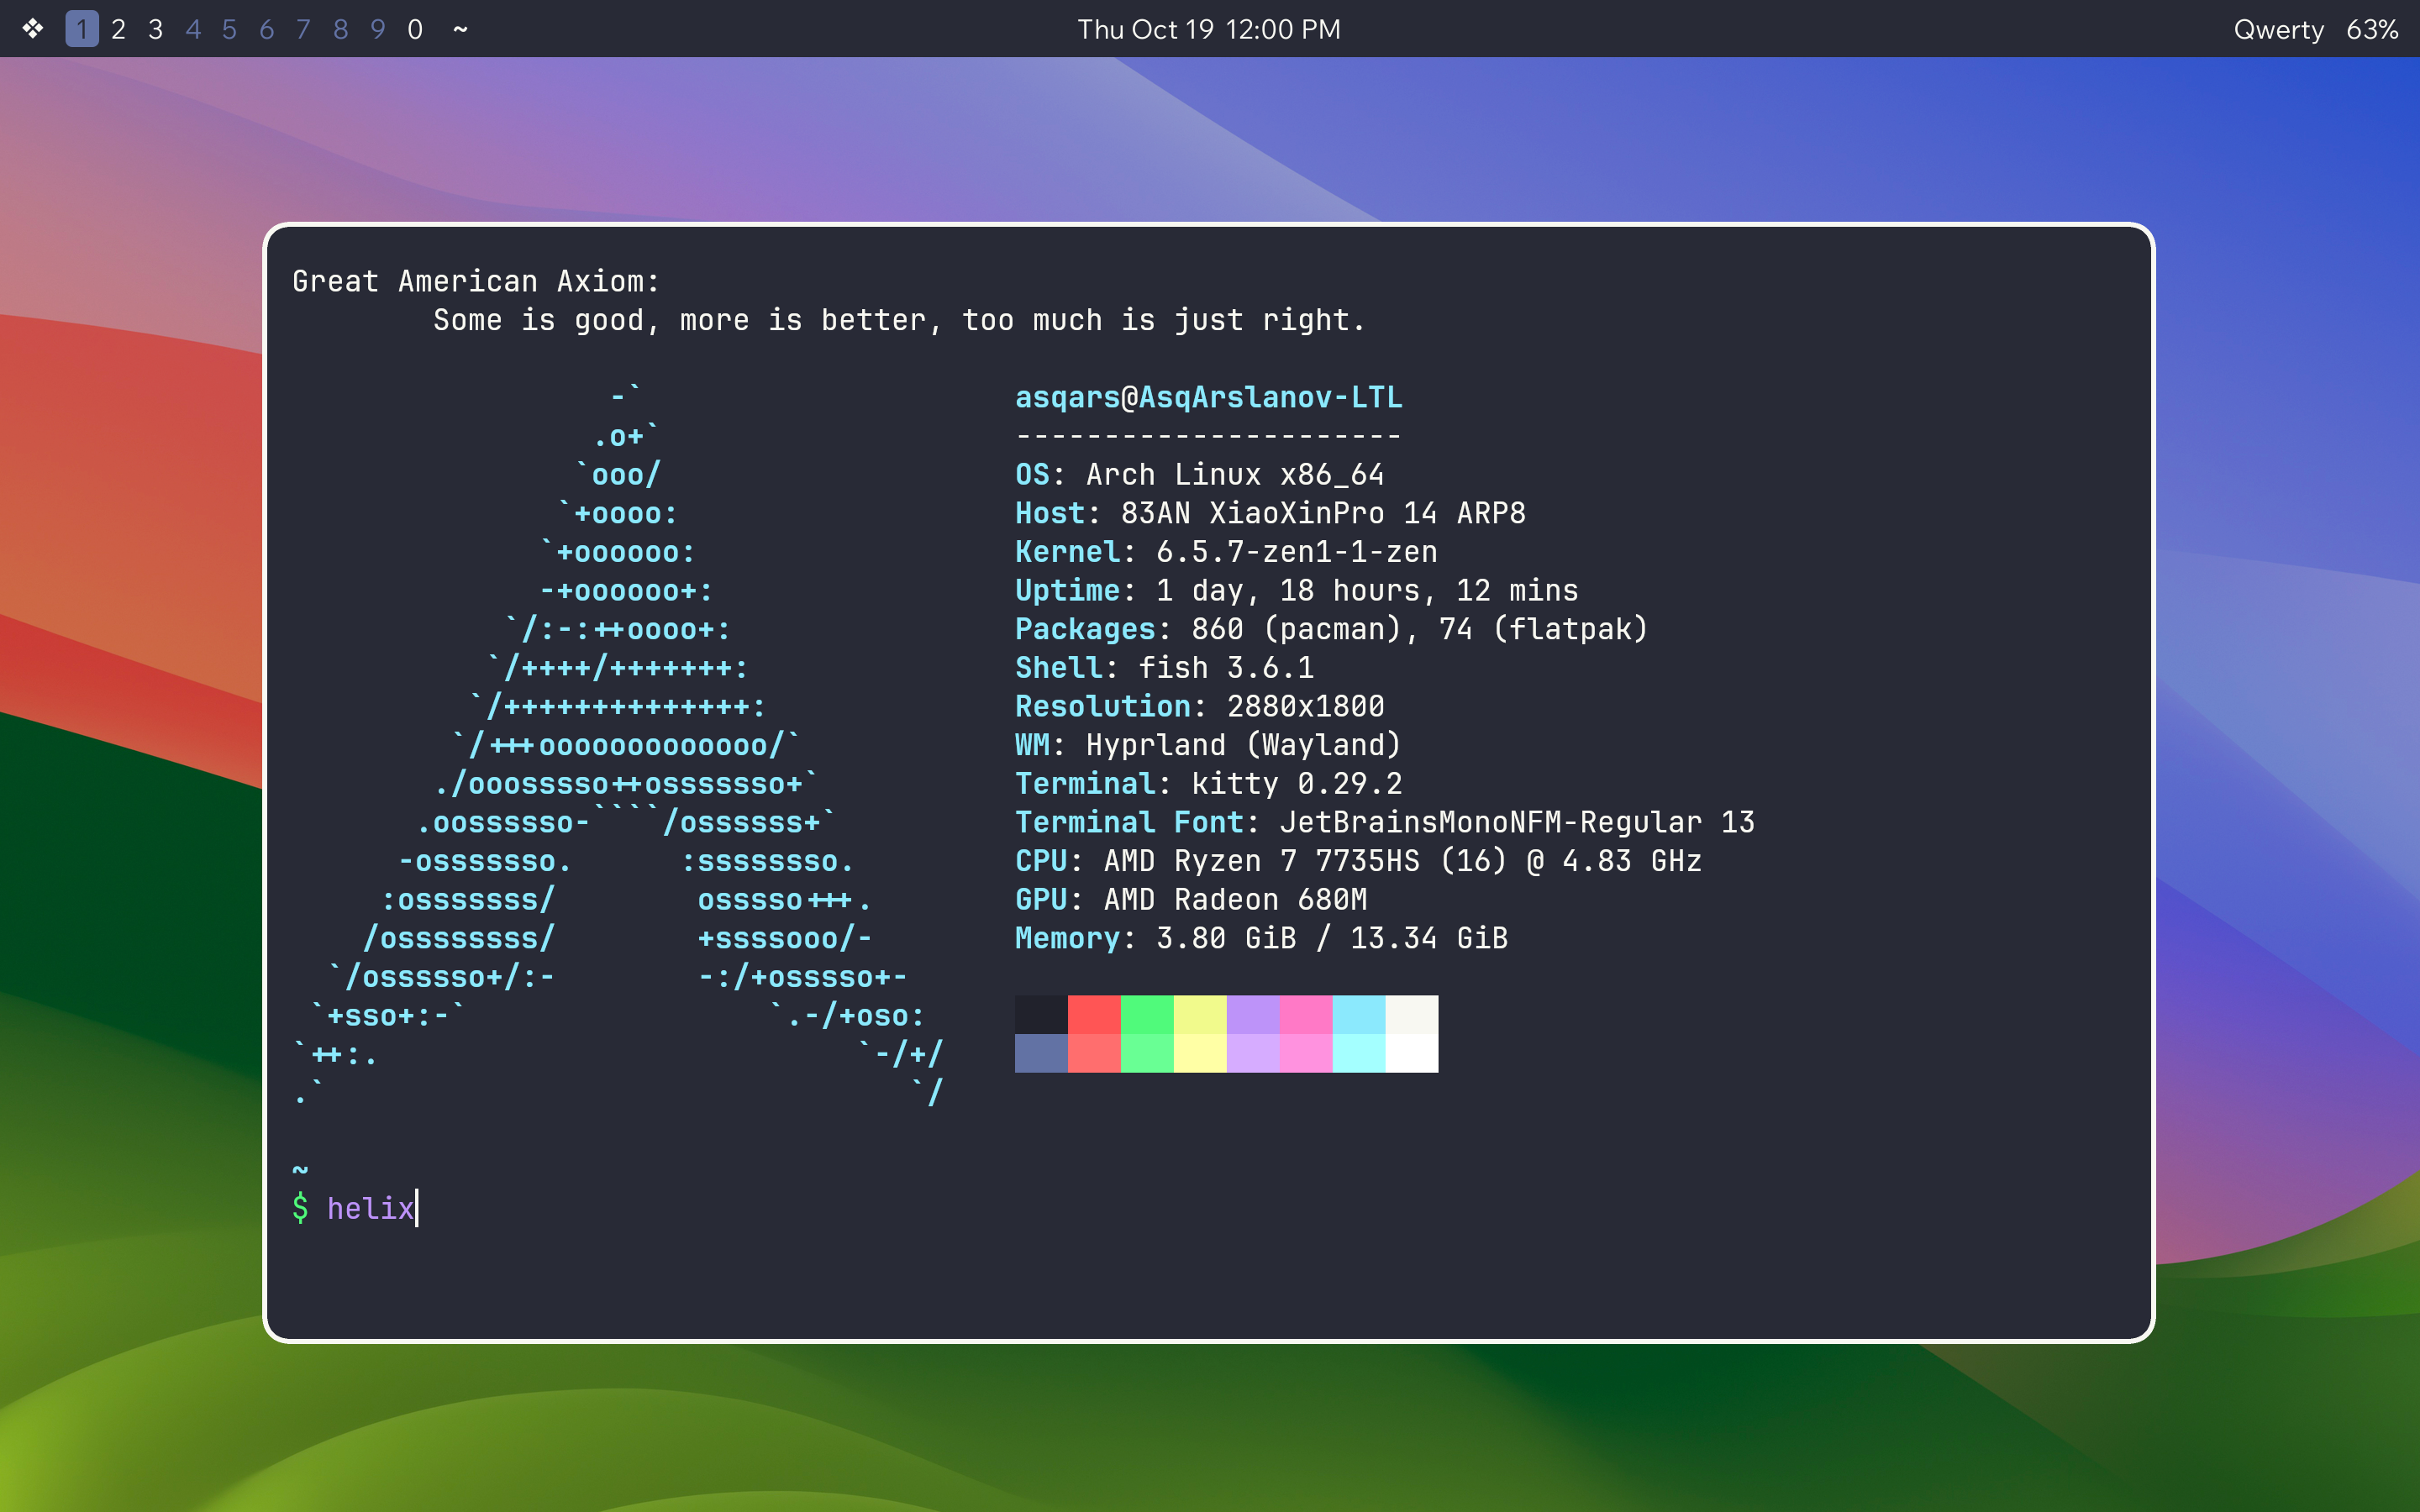 ❖ 1 2 3 4 5 6 7 8 9 0 ~ Thu Oct 19 12:00 PM Qwerty 63%
Great American Axiom:
        Some is good, more is better, too much is just right.
                  -`                     asqars@AsqArslanov-LTL
                 .o+`                    ----------------------
                `ooo/                    OS: Arch Linux x86_64
               `+oooo:                   Host: 83AN XiaoXinPro 14 ARP8
              `+oooooo:                  Kernel: 6.5.7-zen1-1-zen
              -+oooooo+:                 Uptime: 1 day, 18 hours, 12 mins
            `/:-:++oooo+:                Packages: 860 (pacman), 74 (flatpak)
           `/++++/+++++++:               Shell: fish 3.6.1
          `/++++++++++++++:              Resolution: 2880x1800
         `/+++ooooooooooooo/`            WM: Hyprland (Wayland)
        ./ooosssso++osssssso+`           Terminal: kitty 0.29.2
       .oossssso-````/ossssss+`          Terminal Font: JetBrainsMonoNFM-Regular 13
      -osssssso.      :ssssssso.         CPU: AMD Ryzen 7 7735HS (16) @ 4.83 GHz
     :osssssss/        osssso+++.        GPU: AMD Radeon 680M
    /ossssssss/        +ssssooo/-        Memory: 3.80 GiB / 13.34 GiB
  `/ossssso+/:-        -:/+osssso+-
 `+sso+:-`                 `.-/+oso:
`++:.                           `-/+/
.`                                 `/
~
$ helix